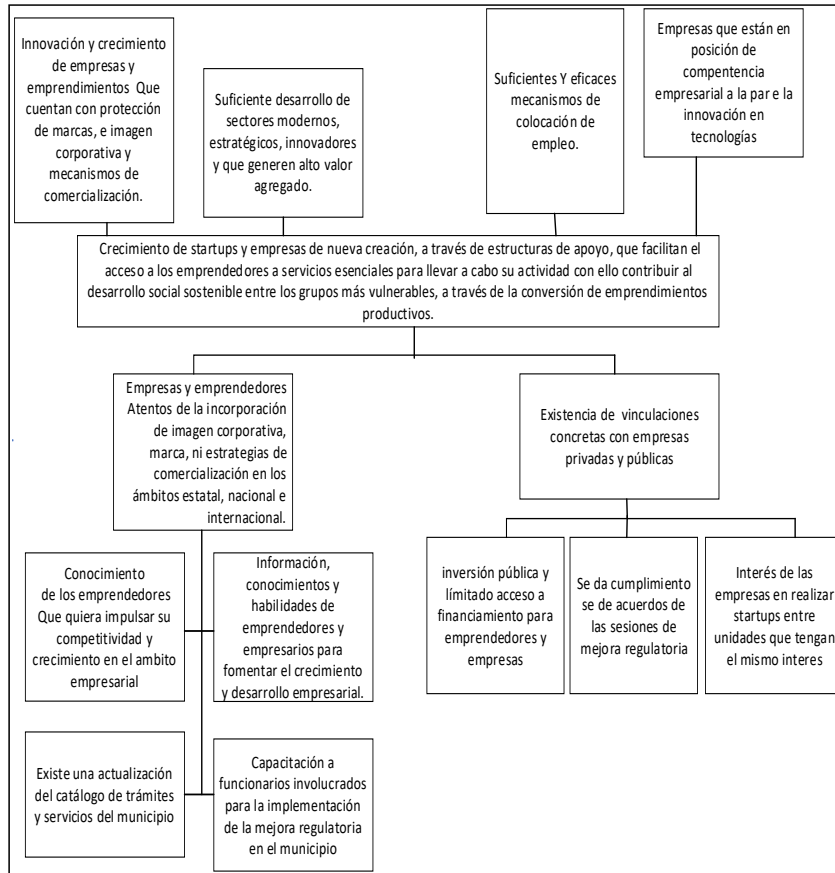 Innovación y crecimiento
de empresas y
emprendimientos Que
cuentan con protección
de marcas, e imagen
corporativa y
mecanismos de
comercialización.
Suficiente desarrollo de
sectores modernos,
estratégicos, innovadores
y que generen alto valor
agregado.
Suficientes Y eficaces
mecanismos de
colocación de
empleo.
Empresas que están en
posición de
compentencia
empresarial a la par e la
innovación en
tecnologías
Crecimiento de startups y empresas de nueva creación, a través de estructuras de apoyo, que facilitan el
acceso a los emprendedores a servicios esenciales para llevar a cabo su actividad con ello contribuir al
desarrollo social sostenible entre los grupos más vulnerables, a través de la conversión de emprendimientos
productivos.
Empresas y emprendedores
Atentos de la incorporación
de imagen corporativa,
marca, ni estrategias de
comercialización en los
ámbitos estatal, nacional e
internacional.
Existencia de vinculaciones
concretas con empresas
privadas y públicas
Conocimiento
de los emprendedores
Que quiera impulsar su
competitividad y
crecimiento en el ambito
empresarial
Información,
conocimientos y
habilidades de
emprendedores y
empresarios para
fomentar el crecimiento
y desarrollo empresarial.
inversión pública y
límitado acceso a
financiamiento para
emprendedores y
empresas
Se da cumplimiento
se de acuerdos de
las sesiones de
mejora regulatoria
Interés de las
empresas en realizar
startups entre
unidades que tengan
el mismo interes
Existe una actualización
del catálogo de trámites
y servicios del municipio
Capacitación a
funcionarios involucrados
para la implementación
de la mejora regulatoria
en el municipio